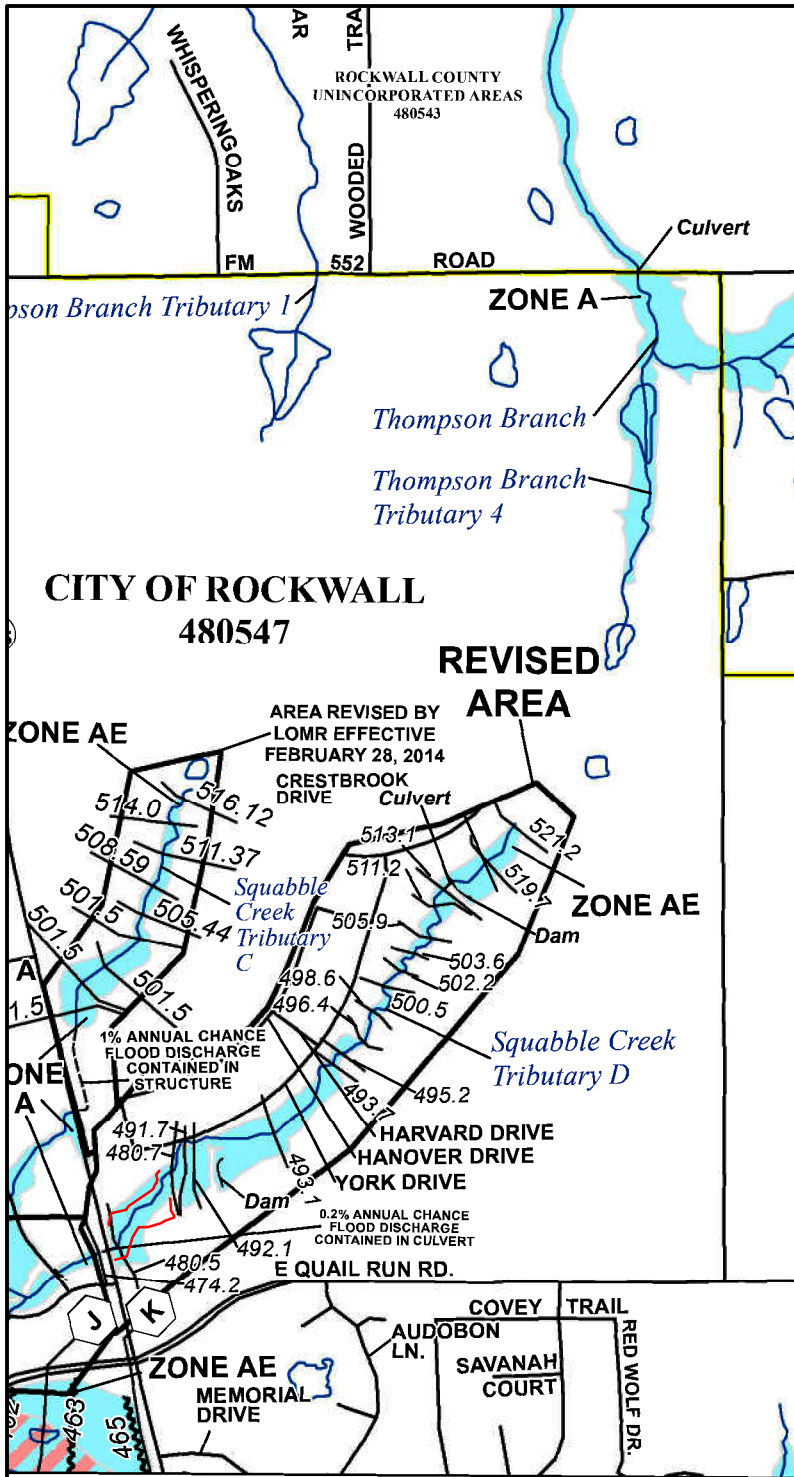 AR
TRA
WHISPERINGOAKS
ROCKWALL COUNTY
UNINCORPORATED AREAS
480543
WOODED
Culvert
FM 552 ROAD
ZONE A
pson Branch Tributary 1
Thompson Branch
Thompson Branch
Tributary 4
CITY OF ROCKWALL
480547
REVISED
AREA
ZONE AE
AREA REVISED BY
LOMR EFFECTIVE
FEBRUARY 28, 2014
CRESTBROOK
DRIVE
Culvert
514.0
516.12
513.1
521.2
508.59
511.37
511.2
519.7
ZONE AE
Squabble
Creek
Tributary
C
501.5
505.44
505.9
Dam
501.5
503.6
A
498.6
502.2
501.5
496.4
500.5
1.5
1% ANNUAL CHANCE
FLOOD DISCHARGE
CONTAINED IN
STRUCTURE
Squabble Creek
Tributary D
ONE
A
493.7
495.2
491.7
480.7
HARVARD DRIVE
HANOVER DRIVE
YORK DRIVE
493.1
Dam
0.2% ANNUAL CHANCE
FLOOD DISCHARGE
CONTAINED IN CULVERT
492.1
480.5
474.2
E QUAIL RUN RD.
J
K
COVEY TRAIL
AUDOBON
LN.
RED WOLF DR.
SAVANAH
COURT
ZONE AE
MEMORIAL
DRIVE
463
465